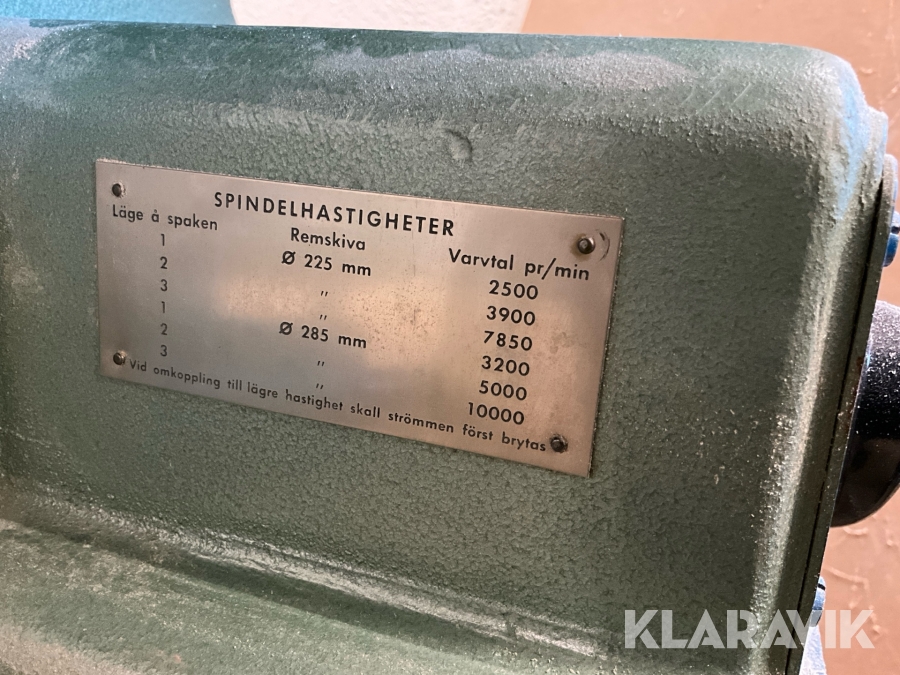 SPINDELHASTIGHETER
Läge å spaken Remskiva Varvtal pr/min
1 Ø 225 mm 2500
2 " 3900
3 " 7850
1 Ø 285 mm 3200
2 " 5000
3 " 10000
Vid omkoppling till lägre hastighet skall strömmen först brytas
KLARAVIK